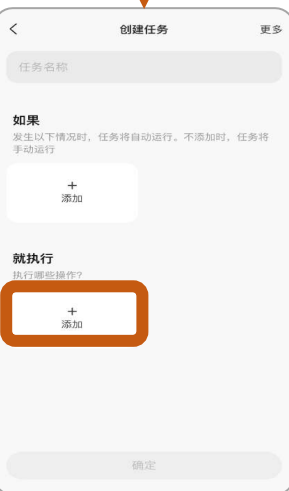 创建任务 更多
任务名称
如果
发生以下情况时，任务将自动运行。不添加时，任务将
手动运行
+
添加
就执行
执行哪些操作？
+
添加
确定